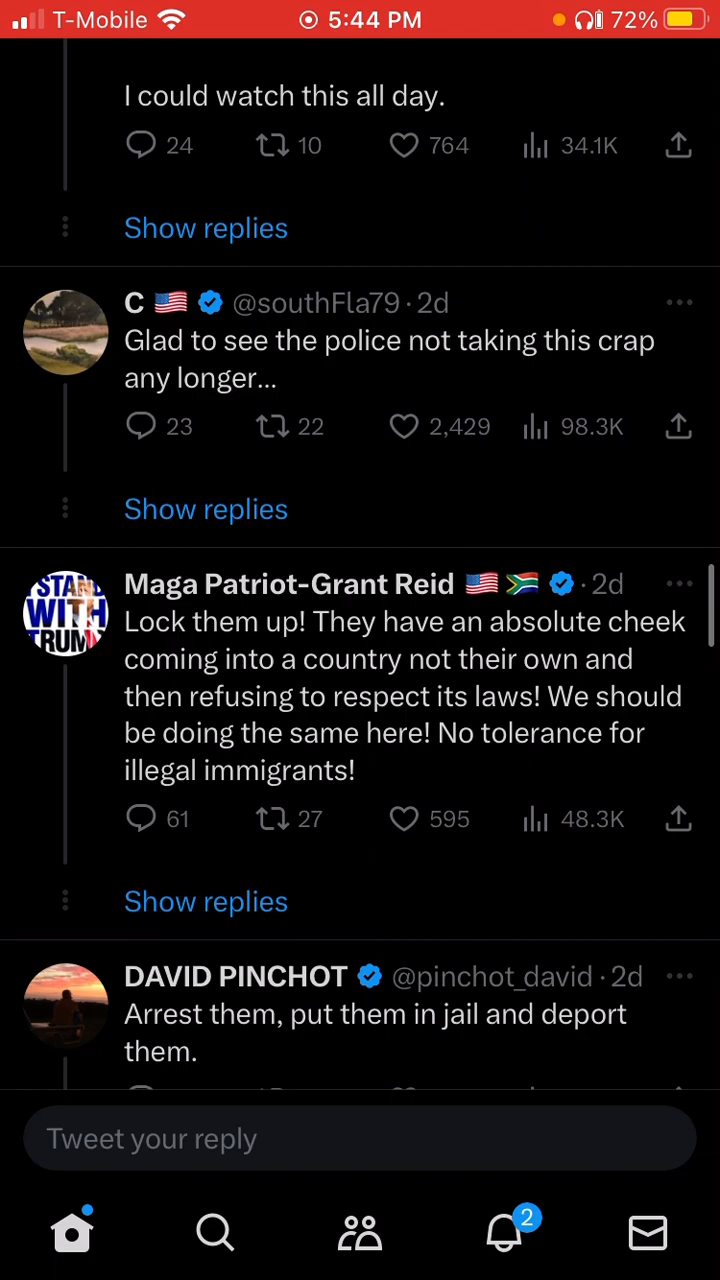 T-Mobile 5:44 PM 72%
I could watch this all day.
24 10 764 34.1K
Show replies
C @southFla79 · 2d
Glad to see the police not taking this crap
any longer...
23 22 2,429 98.3K
Show replies
STAND
WITH
TRUMP
Maga Patriot-Grant Reid · 2d
Lock them up! They have an absolute cheek
coming into a country not their own and
then refusing to respect its laws! We should
be doing the same here! No tolerance for
illegal immigrants!
61 27 595 48.3K
Show replies
DAVID PINCHOT @pinchot_david · 2d
Arrest them, put them in jail and deport
them.
Tweet your reply
2